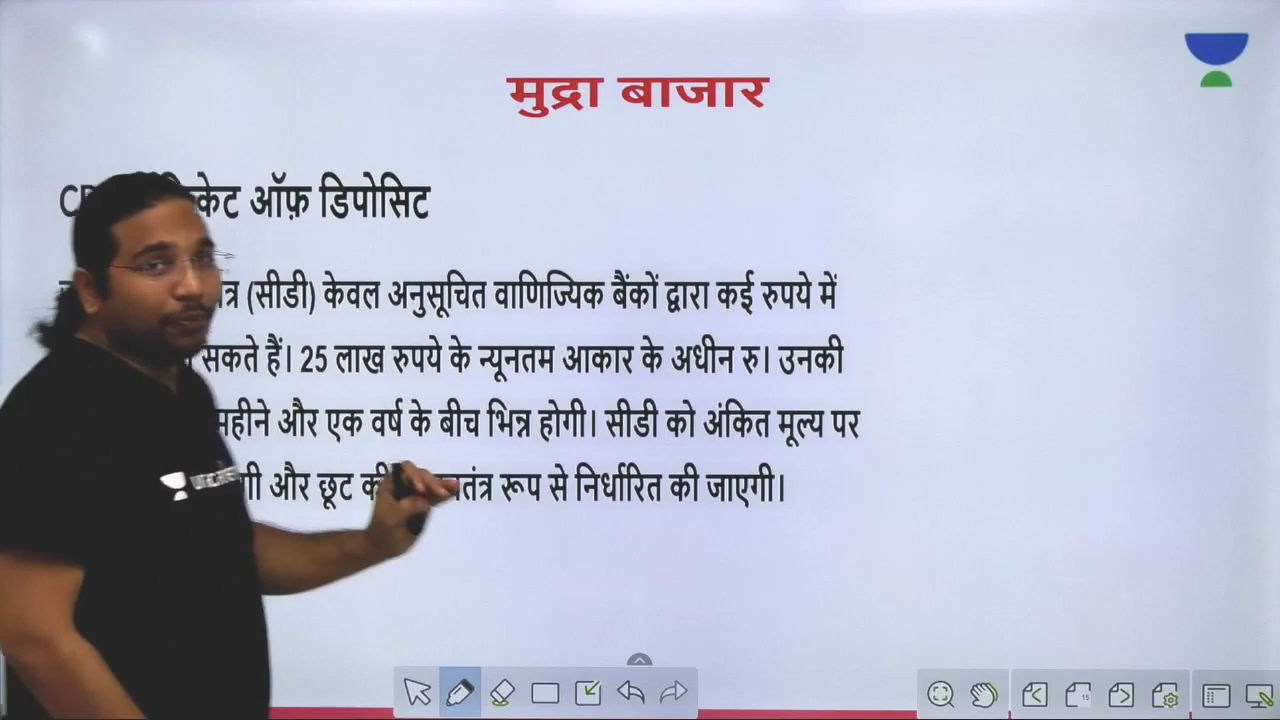 मुद्रा बाजार
ऑफ़ डिपोसिट
(सीडी) केवल अनुसूचित वाणिज्यिक बैंकों द्वारा कई रुपये में
सकते हैं। 25 लाख रुपये के न्यूनतम आकार के अधीन रु। उनकी
महीने और एक वर्ष के बीच भिन्न होगी। सीडी को अंकित मूल्य पर
और छूट रूप से निर्धारित की जाएगी।
15